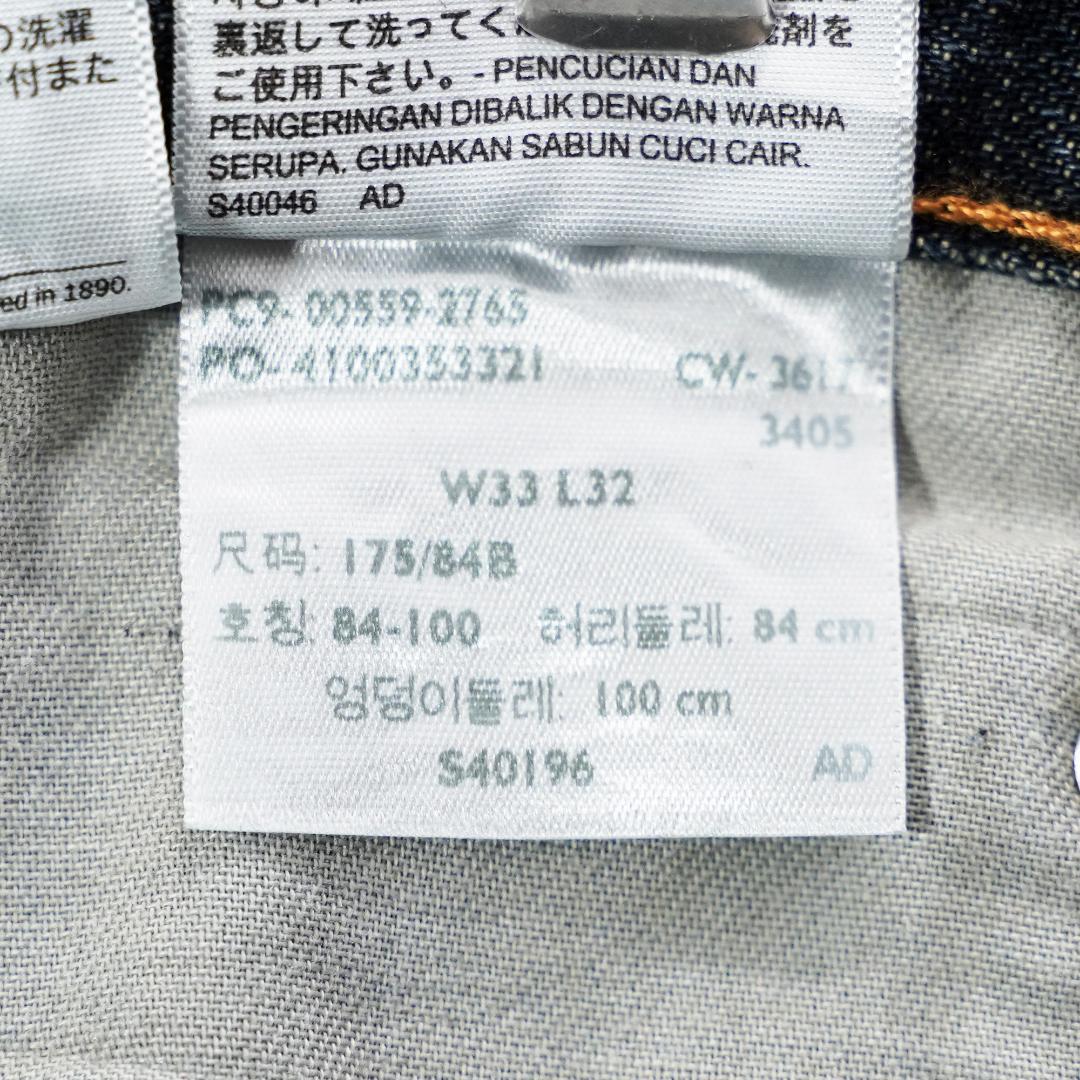 の洗濯
付また
ed in 1890.
裏返して洗ってく 剤を
ご使用下さい。- PENCUCIAN DAN
PENGERINGAN DIBALIK DENGAN WARNA
SERUPA. GUNAKAN SABUN CUCI CAIR.
S40046 AD
PC9- 00559-2765
PO- 4100353321 CW- 3617
3405
W33 L32
尺码: 175/84B
호칭: 84-100 허리둘레: 84 cm
엉덩이둘레: 100 cm
S40196 AD